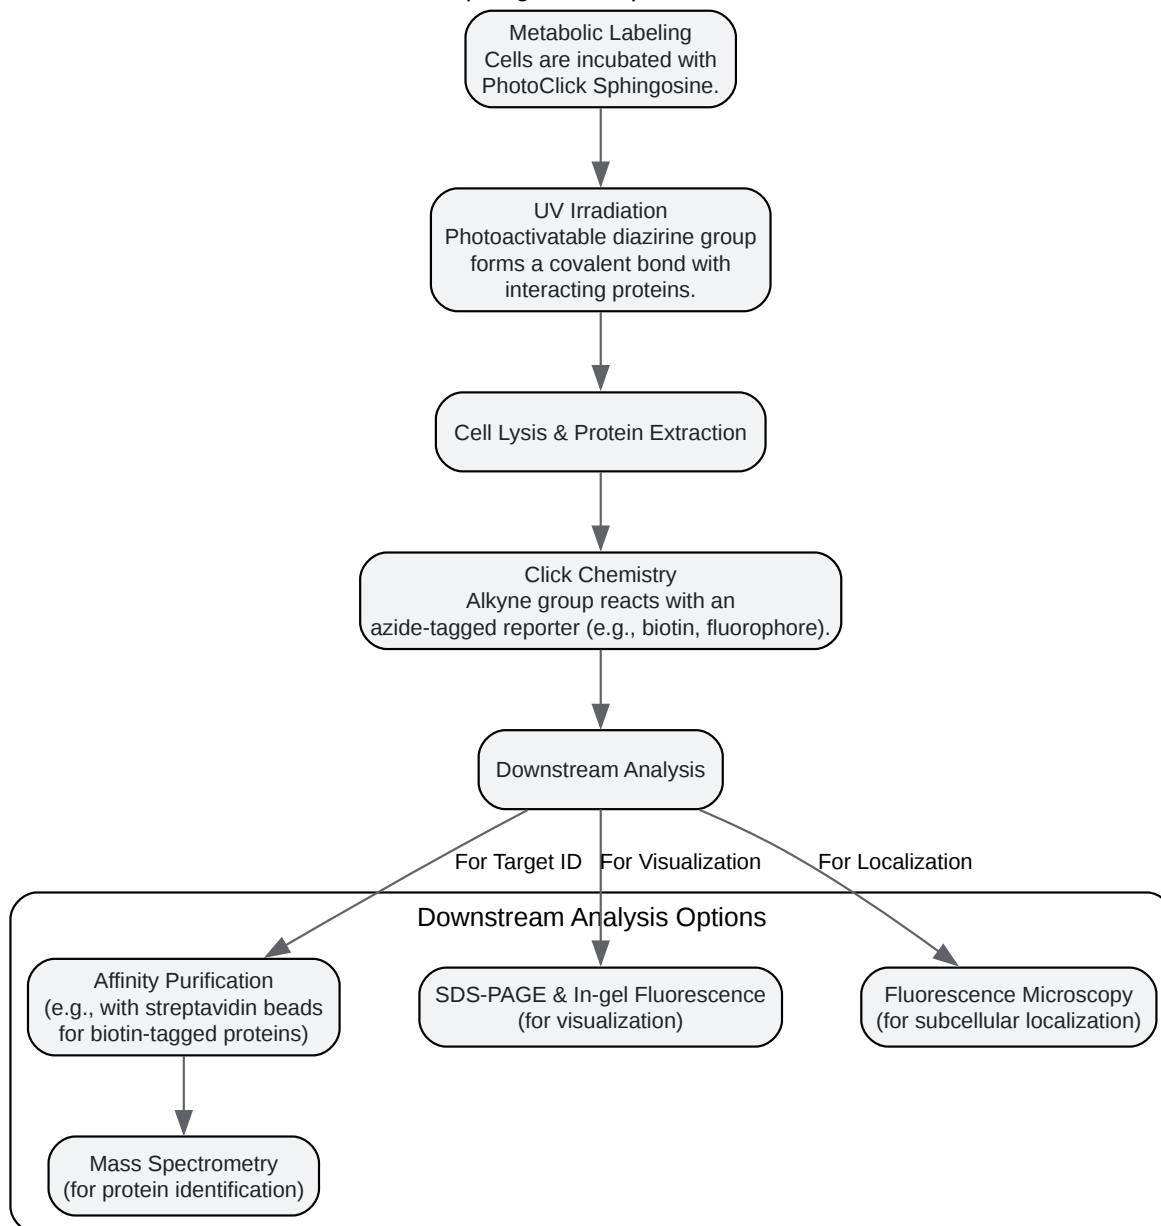 Metabolic Labeling
Cells are incubated with
PhotoClick Sphingosine.
UV Irradiation
Photoactivatable diazirine group
forms a covalent bond with
interacting proteins.
Cell Lysis & Protein Extraction
Click Chemistry
Alkyne group reacts with an
azide-tagged reporter (e.g., biotin, fluorophore).
Downstream Analysis
For Target ID
For Visualization
For Localization
Downstream Analysis Options
Affinity Purification
(e.g., with streptavidin beads
for biotin-tagged proteins)
SDS-PAGE & In-gel Fluorescence
(for visualization)
Fluorescence Microscopy
(for subcellular localization)
Mass Spectrometry
(for protein identification)